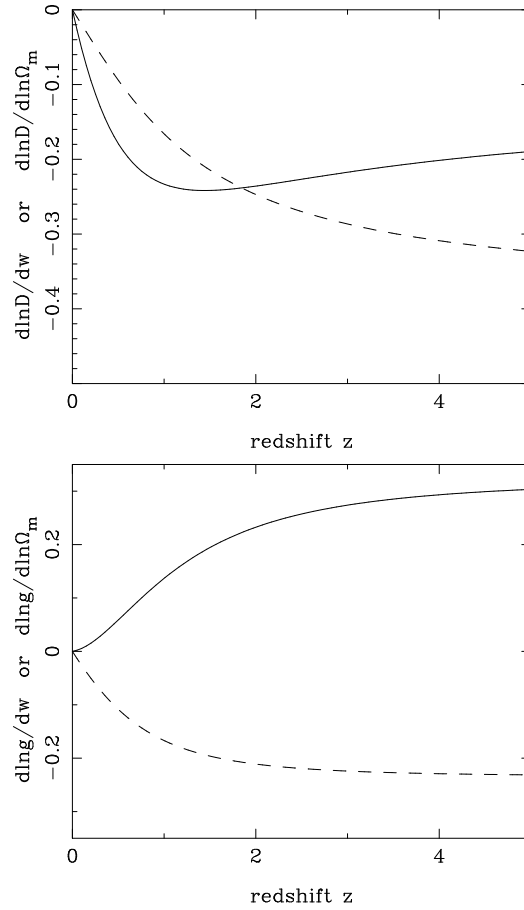 0
−0.1
−0.2
−0.3
−0.4
dlnD/dw or dlnD/dlnΩm
0 2 4
redshift z
0.2
0
−0.2
dlng/dw or dlng/dlnΩm
0 2 4
redshift z